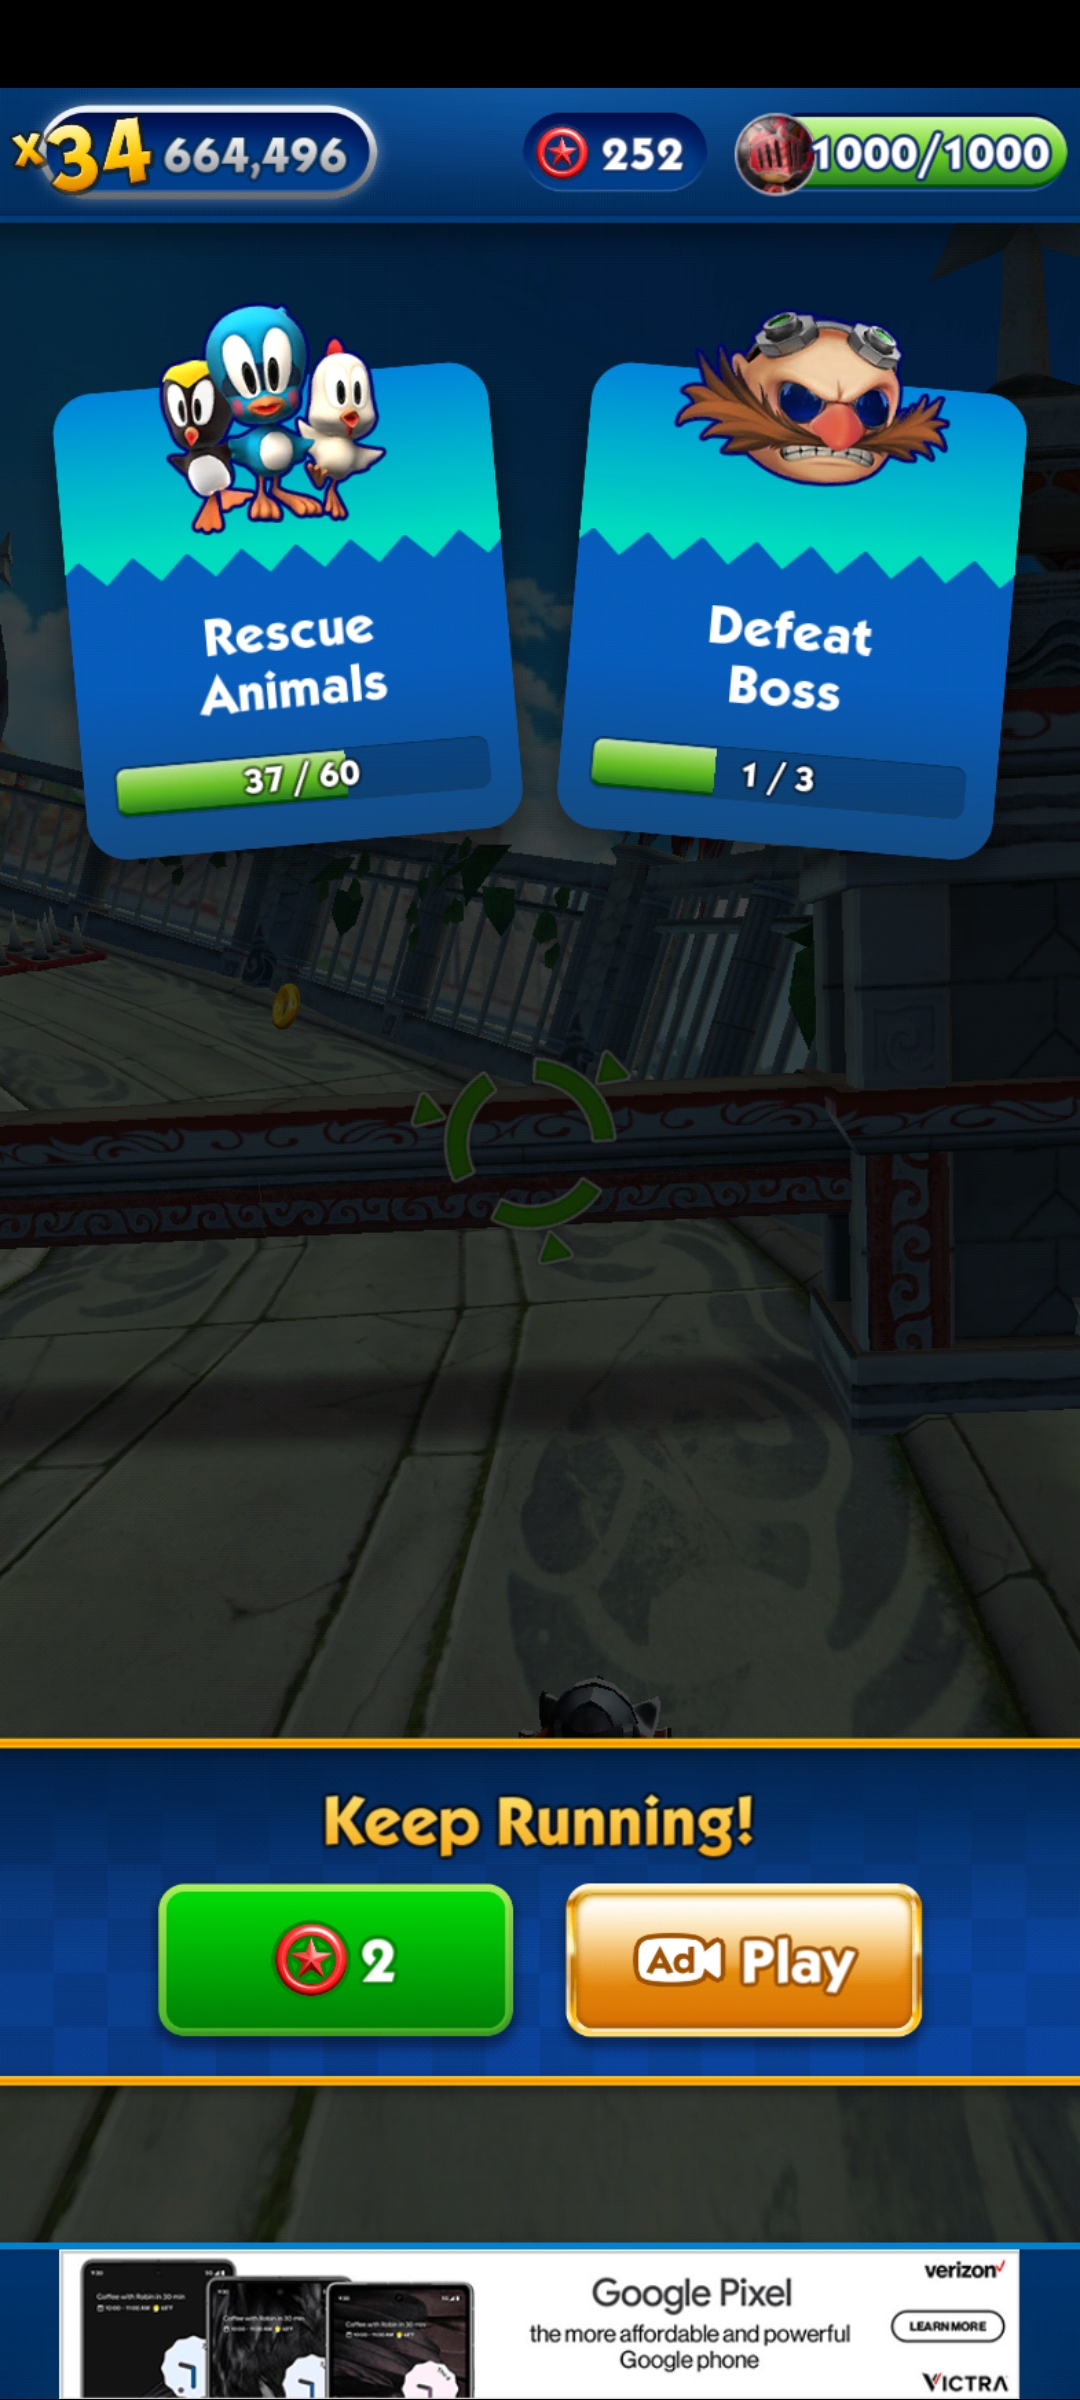 x34 664,496
252
1000/1000
Rescue
Animals
37 / 60
Defeat
Boss
1 / 3
Keep Running!
2
Ad Play
Google Pixel
the more affordable and powerful
Google phone
verizon
LEARN MORE
VICTRA